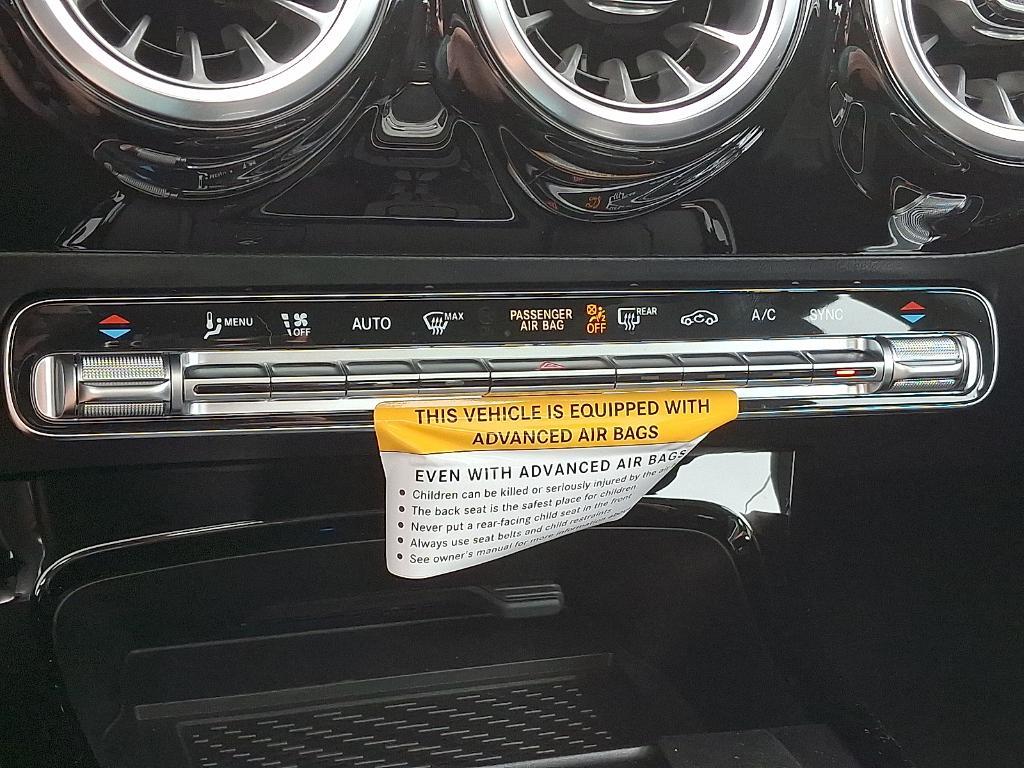 MENU
OFF
AUTO
MAX
PASSENGER
AIR BAG
OFF
REAR
A/C
SYNC
THIS VEHICLE IS EQUIPPED WITH
ADVANCED AIR BAGS
EVEN WITH ADVANCED AIR BAGS
• Children can be killed or seriously injured by the air
• The back seat is the safest place for children
• Never put a rear-facing child seat in the front
• Always use seat belts and child restraints
• See owner's manual for more information about